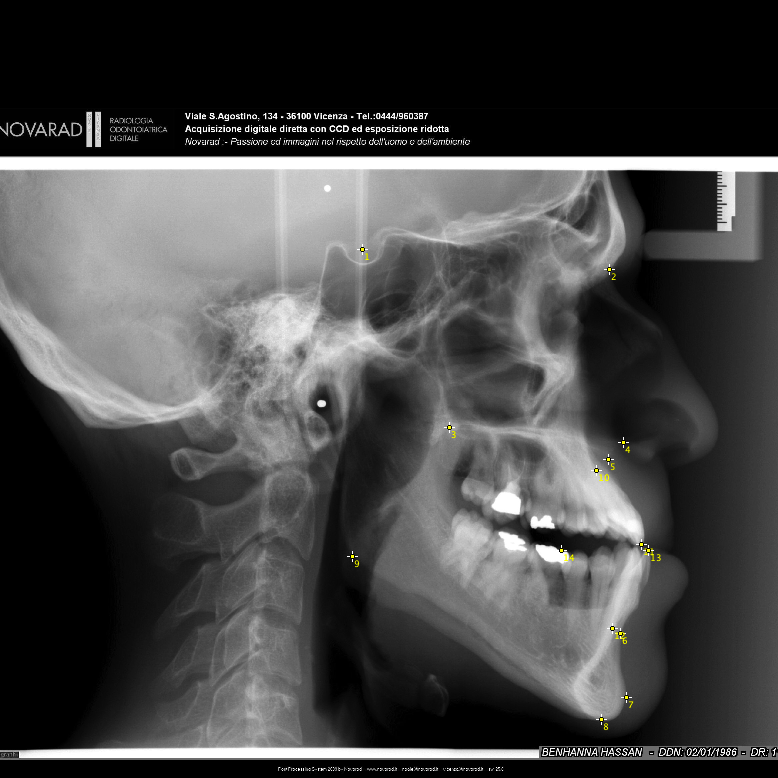 NOVARAD
RADIOLOGIA
ODONTOIATRICA
DIGITALE
Viale S.Agostino, 134 - 36100 Vicenza - Tel.:0444/960387
Acquisizione digitale diretta con CCD ed esposizione ridotta
Novarad .- Passione ed immagini nel rispetto dell'uomo e dell'ambiente
1
2
3
4
5
10
13
14
9
6
7
8
BENHANNA HASSAN - DDN: 02/01/1986 - DR: 1